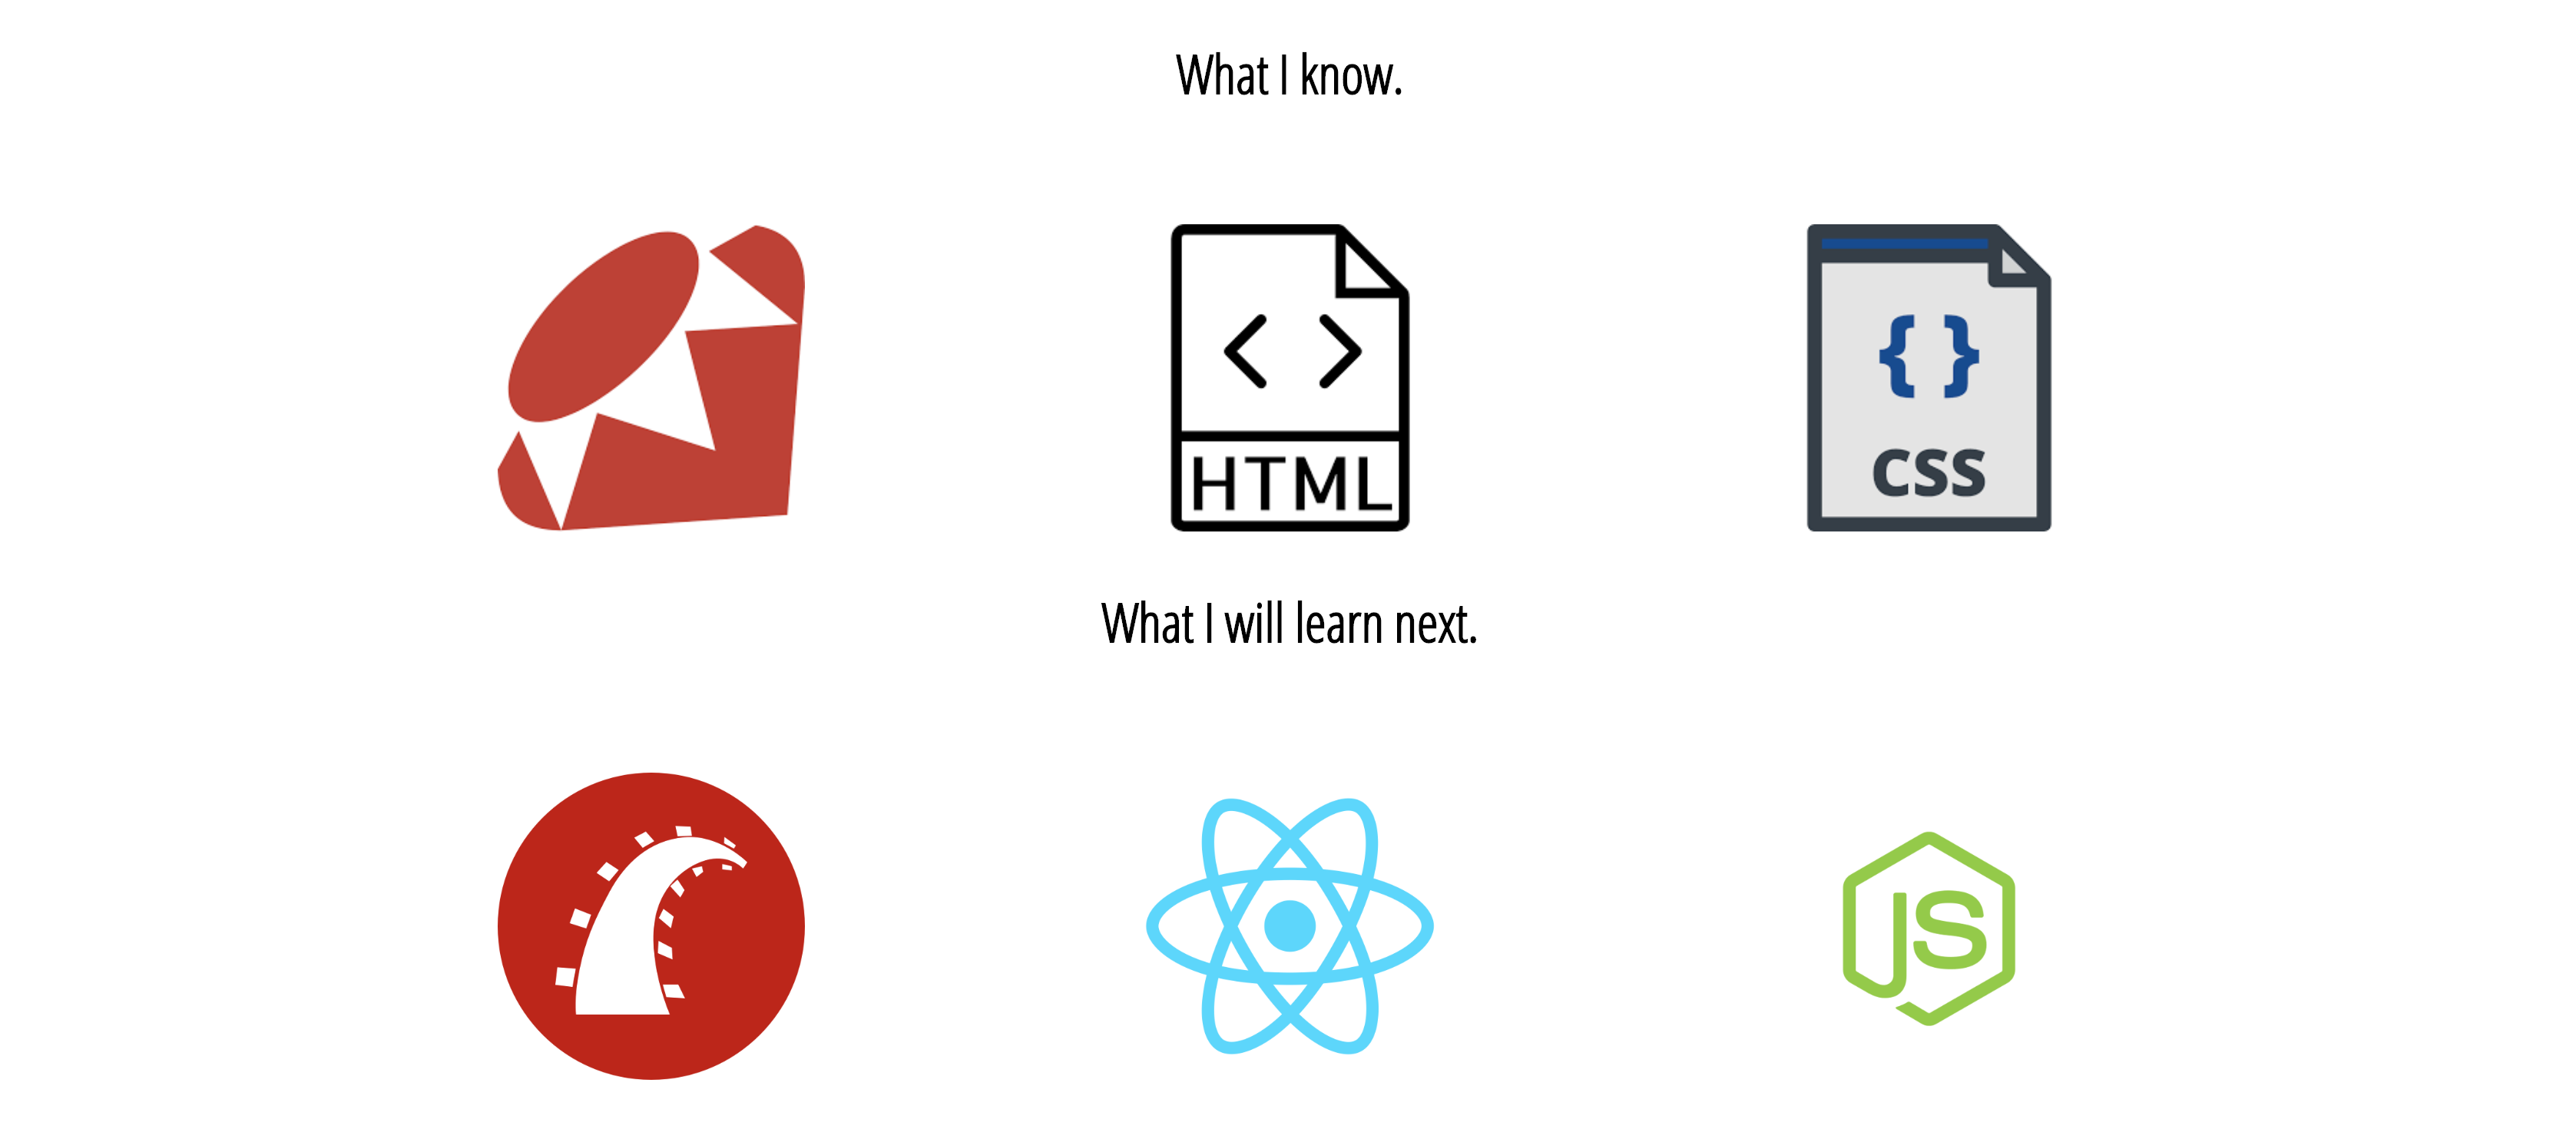 What I know.
< >
HTML
{ }
CSS
What I will learn next.
JS